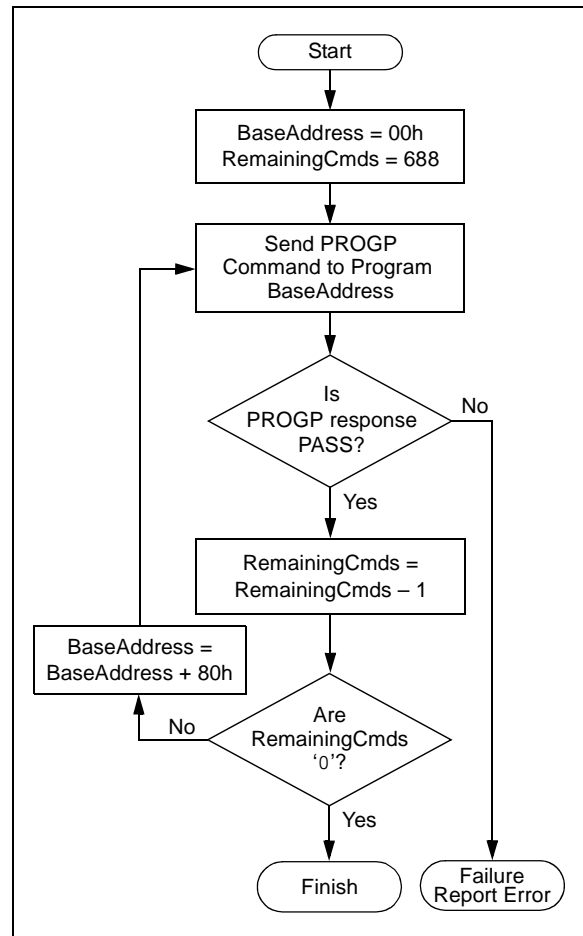 Start
BaseAddress = 00h
RemainingCmds = 688
Send PROGP
Command to Program
BaseAddress
Is
PROGP response
PASS?
No
Yes
RemainingCmds =
RemainingCmds – 1
BaseAddress =
BaseAddress + 80h
No
Are
RemainingCmds
‘0’?
Yes
Finish
Failure
Report Error